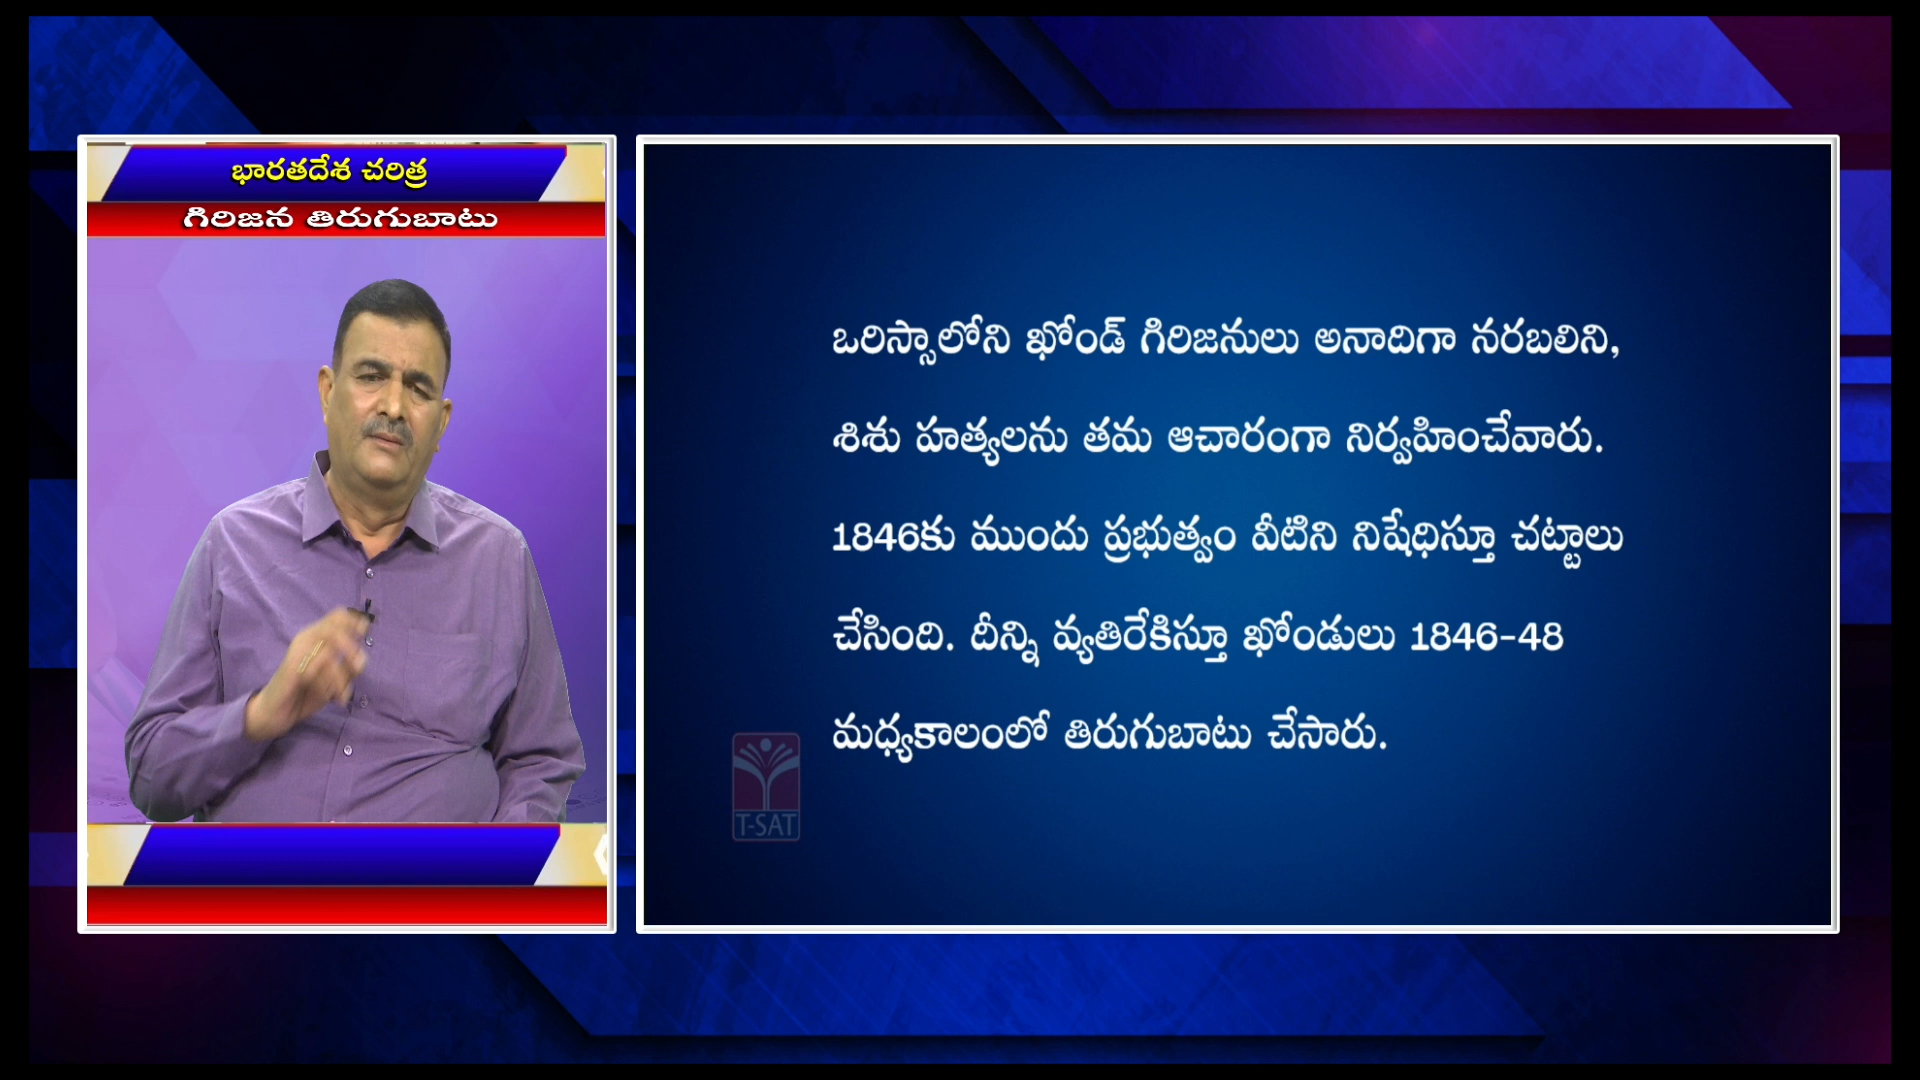 భారతదేశ చరిత్ర
గిరిజన తిరుగుబాటు
ఒరిస్సాలోని ఖోండ్ గిరిజనులు అనాదిగా నరబలిని,
శిశు హత్యలను తమ ఆచారంగా నిర్వహించేవారు.
1846కు ముందు ప్రభుత్వం వీటిని నిషేధిస్తూ చట్టాలు
చేసింది. దీన్ని వ్యతిరేకిస్తూ ఖోండులు 1846-48
మధ్యకాలంలో తిరుగుబాటు చేసారు.
T-SAT